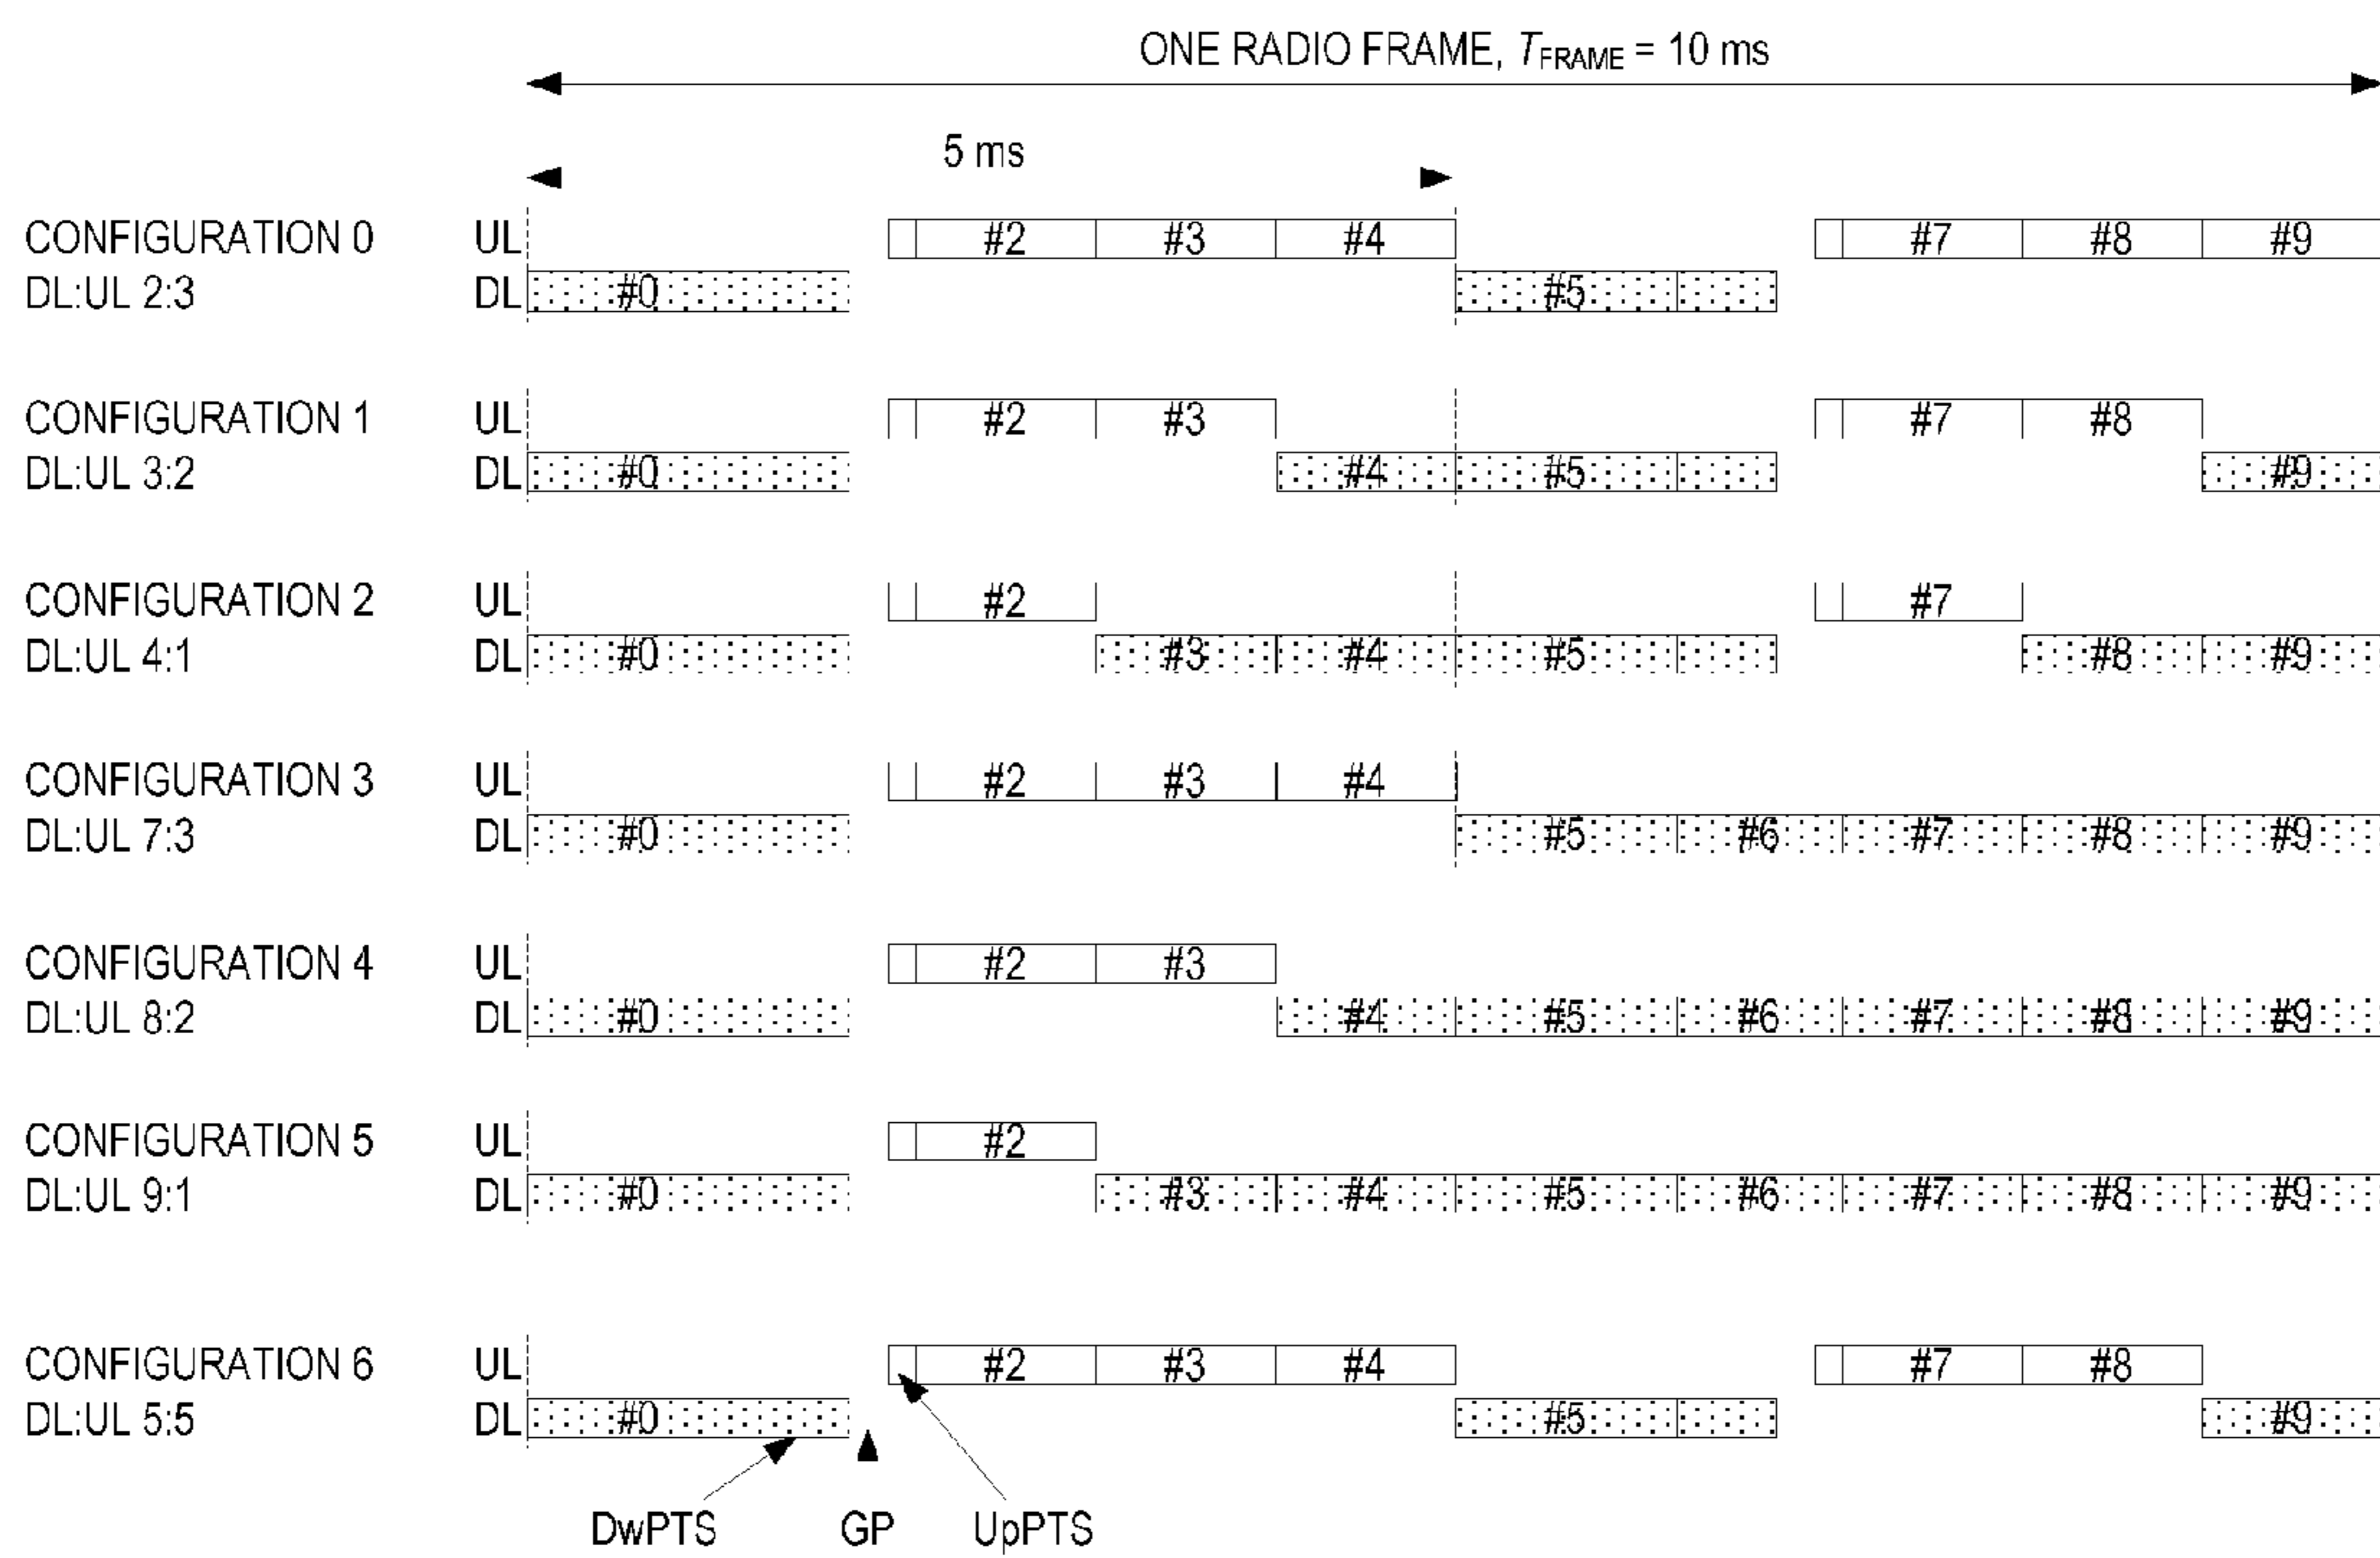 ONE RADIO FRAME, TFRAME = 10 ms
5 ms
CONFIGURATION 0 UL #2 #3 #4 #7 #8 #9
DL:UL 2:3 DL #0 #5
CONFIGURATION 1 UL #2 #3 #7 #8
DL:UL 3:2 DL #0 #4 #5 #9
CONFIGURATION 2 UL #2 #7
DL:UL 4:1 DL #0 #3 #4 #5 #8 #9
CONFIGURATION 3 UL #2 #3 #4
DL:UL 7:3 DL #0 #5 #6 #7 #8 #9
CONFIGURATION 4 UL #2 #3
DL:UL 8:2 DL #0 #4 #5 #6 #7 #8 #9
CONFIGURATION 5 UL #2
DL:UL 9:1 DL #0 #3 #4 #5 #6 #7 #8 #9
CONFIGURATION 6 UL #2 #3 #4 #7 #8
DL:UL 5:5 DL #0 #5 #9
DwPTS GP UpPTS